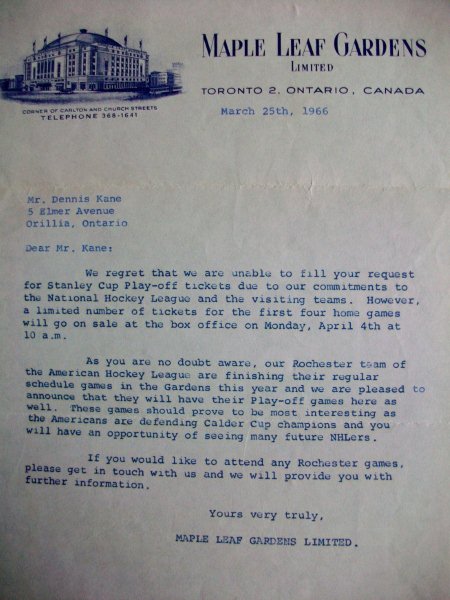 MAPLE LEAF GARDENS
LIMITED
TORONTO 2, ONTARIO, CANADA
CORNER OF CARLTON AND CHURCH STREETS
TELEPHONE 368-1641
March 25th, 1966
Mr. Dennis Kane
5 Elmer Avenue
Orillia, Ontario
Dear Mr. Kane:
We regret that we are unable to fill your request
for Stanley Cup Play-off tickets due to our commitments to
the National Hockey League and the visiting teams. However,
a limited number of tickets for the first four home games
will go on sale at the box office on Monday, April 4th at
10 a.m.
As you are no doubt aware, our Rochester team of
the American Hockey League are finishing their regular
schedule games in the Gardens this year and we are pleased to
announce that they will have their Play-off games here as
well. These games should prove to be most interesting as
the Americans are defending Calder Cup champions and you
will have an opportunity of seeing many future NHLers.
If you would like to attend any Rochester games,
please get in touch with us and we will provide you with
further information.
Yours very truly,
MAPLE LEAF GARDENS LIMITED.